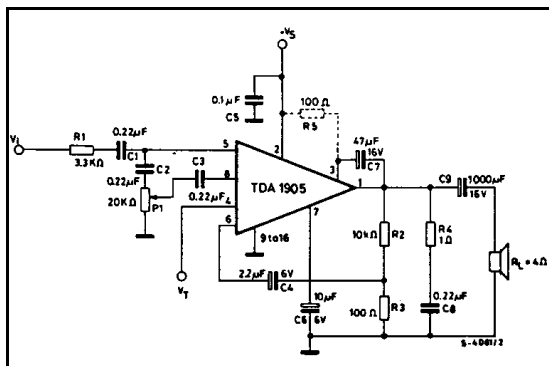 +Vs
0.1µF
C5
100Ω
R5
47µF
16V
C7
Vi
R1
3.3KΩ
0.22µF
C1
C2
0.22µF
20KΩ
P1
C3
0.22µF
5
8
4
6
2
3
1
7
TDA 1905
9 to 16
VT
2.2µF
6V
C4
10µF
C6
6V
10kΩ
R2
100Ω
R3
R4
1Ω
0.22µF
C8
C9
1000µF
16V
RL=4Ω
S-4061/2